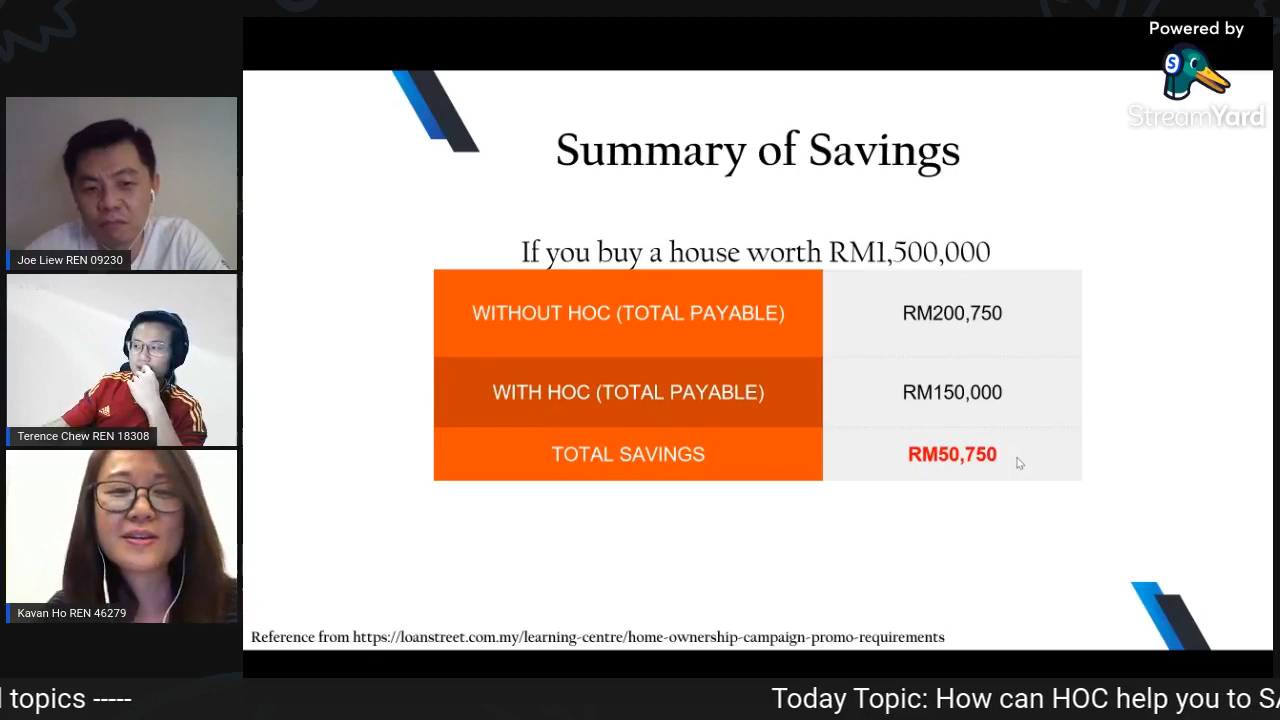 Powered by
StreamYard
Summary of Savings
If you buy a house worth RM1,500,000
WITHOUT HOC (TOTAL PAYABLE) RM200,750
WITH HOC (TOTAL PAYABLE) RM150,000
TOTAL SAVINGS RM50,750
Joe Liew REN 09230
Terence Chew REN 18308
Kavan Ho REN 46279
Reference from https://loanstreet.com.my/learning-centre/home-ownership-campaign-promo-requirements
topics -----
Today Topic: How can HOC help you to